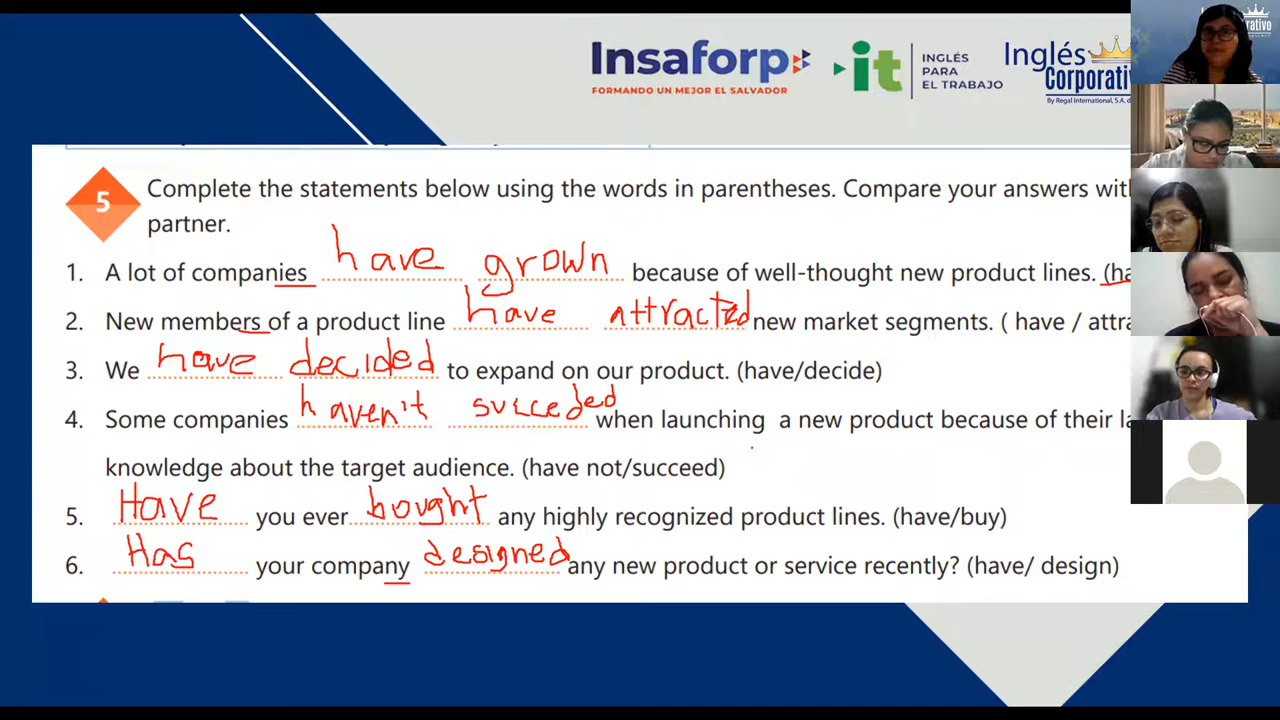 Insaforp
FORMANDO UN MEJOR EL SALVADOR
it
INGLÉS
PARA
EL TRABAJO
Inglés
Corporativo
By Regal International, S.A.
5
Complete the statements below using the words in parentheses. Compare your answers
partner.
1. A lot of companies have grown because of well-thought new product lines.
2. New members of a product line have attracted new market segments. ( have /
3. We have decided to expand on our product. (have/decide)
4. Some companies haven't succeded when launching a new product because of their
knowledge about the target audience. (have not/succeed)
5. Have you ever bought any highly recognized product lines. (have/buy)
6. Has your company designed any new product or service recently? (have/ design)